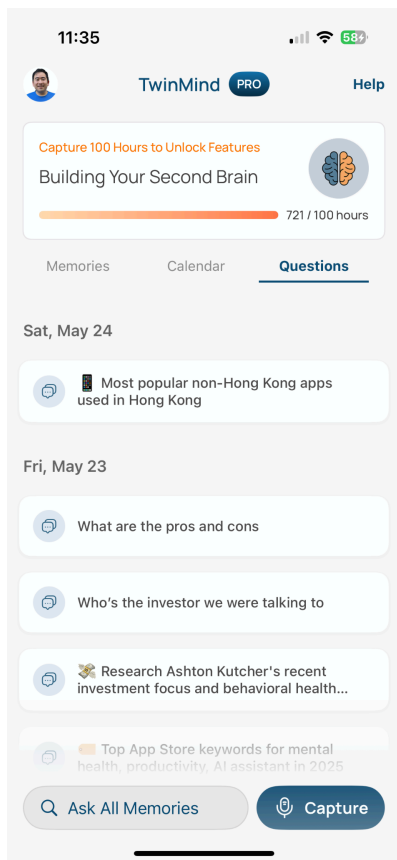 11:35
58
TwinMind PRO
Help
Capture 100 Hours to Unlock Features
Building Your Second Brain
721 / 100 hours
Memories
Calendar
Questions
Sat, May 24
Most popular non-Hong Kong apps
used in Hong Kong
Fri, May 23
What are the pros and cons
Who's the investor we were talking to
Research Ashton Kutcher's recent
investment focus and behavioral health...
Top App Store keywords for mental
health, productivity, AI assistant in 2025
Ask All Memories
Capture